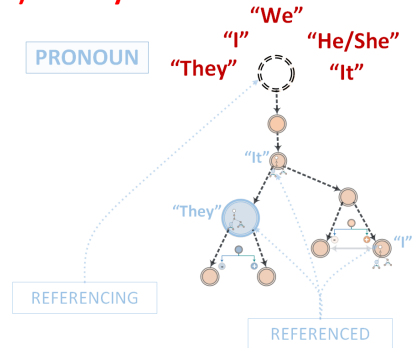 “We”
“I”
“He/She”
PRONOUN
“They”
“It”
“It”
“They”
“I”
REFERENCING
REFERENCED